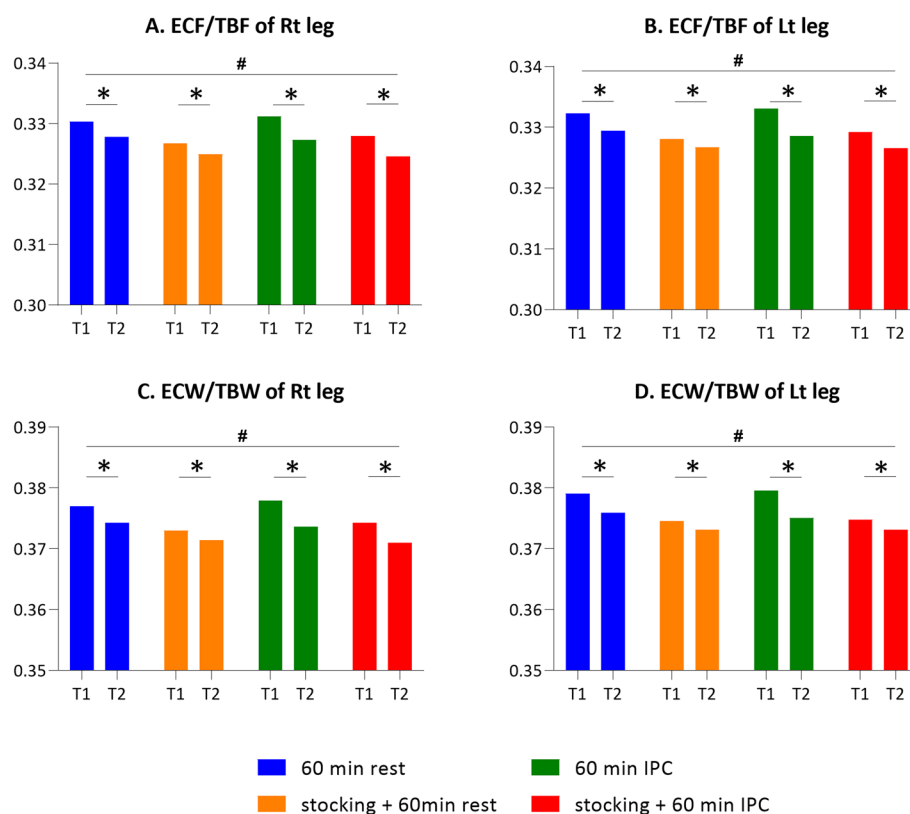 A. ECF/TBF of Rt leg
0.34
0.33
0.32
0.31
0.30
#
* * * *
T1 T2 T1 T2 T1 T2 T1 T2
B. ECF/TBF of Lt leg
0.34
0.33
0.32
0.31
0.30
#
* * * *
T1 T2 T1 T2 T1 T2 T1 T2
C. ECW/TBW of Rt leg
0.39
0.38
0.37
0.36
0.35
#
* * * *
T1 T2 T1 T2 T1 T2 T1 T2
D. ECW/TBW of Lt leg
0.39
0.38
0.37
0.36
0.35
#
* * * *
T1 T2 T1 T2 T1 T2 T1 T2
60 min rest
60 min IPC
stocking + 60min rest
stocking + 60 min IPC